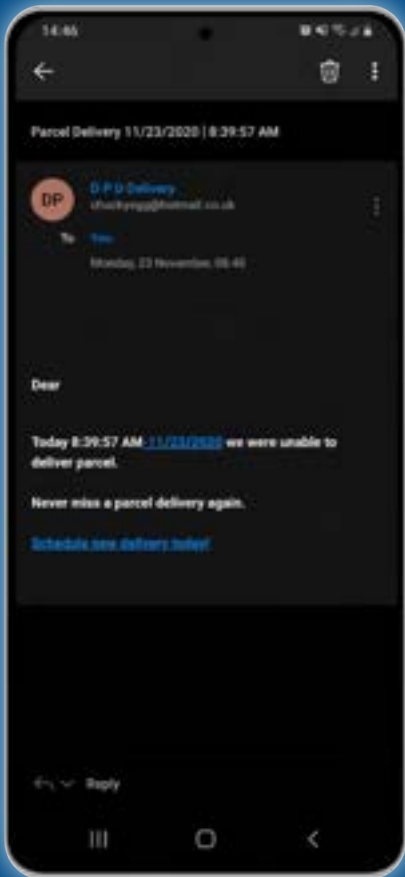 14:46
Parcel Delivery 11/23/2020 | 8:39:57 AM
DP
D P D Delivery
To You
Monday, 23 November, 08:40
Dear
Today 8:39:57 AM 11/23/2020 we were unable to
deliver parcel.
Never miss a parcel delivery again.
Schedule new delivery today!
Reply